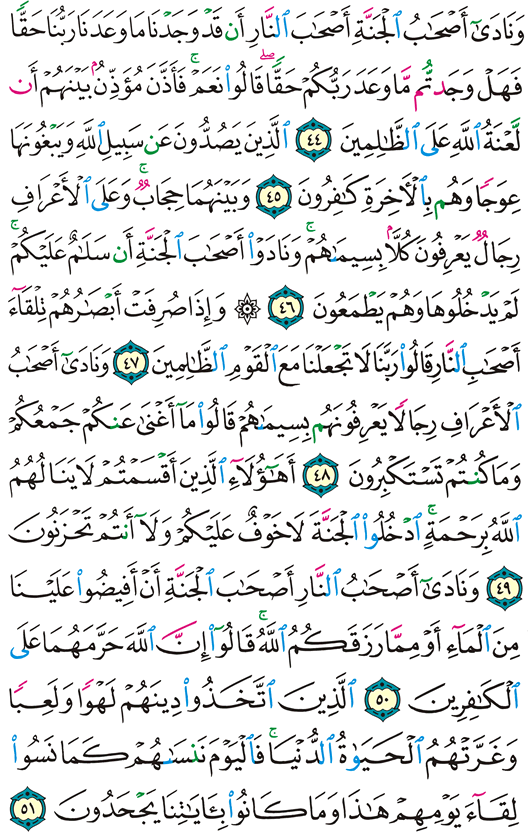 وَنَادَىٰٓ أَصْحَٰبُ ٱلْجَنَّةِ أَصْحَٰبَ ٱلنَّارِ أَن قَدْ وَجَدْنَا مَا وَعَدَنَا رَبُّنَا حَقًّا
فَهَلْ وَجَدتُّم مَّا وَعَدَ رَبُّكُمْ حَقًّاۖ قَالُوا۟ نَعَمْۚ فَأَذَّنَ مُؤَذِّنٌۢ بَيْنَهُمْ أَن
لَّعْنَةُ ٱللَّهِ عَلَى ٱلظَّٰلِمِينَ ٤٤ ٱلَّذِينَ يَصُدُّونَ عَن سَبِيلِ ٱللَّهِ وَيَبْغُونَهَا
عِوَجًا وَهُم بِٱلْءَاخِرَةِ كَٰفِرُونَ ٤٥ وَبَيْنَهُمَا حِجَابٌۚ وَعَلَى ٱلْأَعْرَافِ
رِجَالٌ يَعْرِفُونَ كُلًّۢا بِسِيمَىٰهُمْۚ وَنَادَوْا۟ أَصْحَٰبَ ٱلْجَنَّةِ أَن سَلَٰمٌ عَلَيْكُمْۚ
لَمْ يَدْخُلُوهَا وَهُمْ يَطْمَعُونَ ٤٦ ۞ وَإِذَا صُرِفَتْ أَبْصَٰرُهُمْ تِلْقَآءَ
أَصْحَٰبِ ٱلنَّارِ قَالُوا۟ رَبَّنَا لَا تَجْعَلْنَا مَعَ ٱلْقَوْمِ ٱلظَّٰلِمِينَ ٤٧ وَنَادَىٰٓ أَصْحَٰبُ
ٱلْأَعْرَافِ رِجَالًا يَعْرِفُونَهُم بِسِيمَىٰهُمْ قَالُوا۟ مَآ أَغْنَىٰ عَنكُمْ جَمْعُكُمْ
وَمَا كُنتُمْ تَسْتَكْبِرُونَ ٤٨ أَهَٰٓؤُلَآءِ ٱلَّذِينَ أَقْسَمْتُمْ لَا يَنَالُهُمُ
ٱللَّهُ بِرَحْمَةٍۚ ٱدْخُلُوا۟ ٱلْجَنَّةَ لَا خَوْفٌ عَلَيْكُمْ وَلَآ أَنتُمْ تَحْزَنُونَ
٤٩ وَنَادَىٰٓ أَصْحَٰبُ ٱلنَّارِ أَصْحَٰبَ ٱلْجَنَّةِ أَنْ أَفِيضُوا۟ عَلَيْنَا
مِنَ ٱلْمَآءِ أَوْ مِمَّا رَزَقَكُمُ ٱللَّهُۚ قَالُوٓا۟ إِنَّ ٱللَّهَ حَرَّمَهُمَا عَلَى
ٱلْكَٰفِرِينَ ٥٠ ٱلَّذِينَ ٱتَّخَذُوا۟ دِينَهُمْ لَهْوًا وَلَعِبًا
وَغَرَّتْهُمُ ٱلْحَيَوٰةُ ٱلدُّنْيَاۚ فَٱلْيَوْمَ نَنسَىٰهُمْ كَمَا نَسُوا۟
لِقَآءَ يَوْمِهِمْ هَٰذَا وَمَا كَانُوا۟ بِـَٔايَٰتِنَا يَجْحَدُونَ ٥١